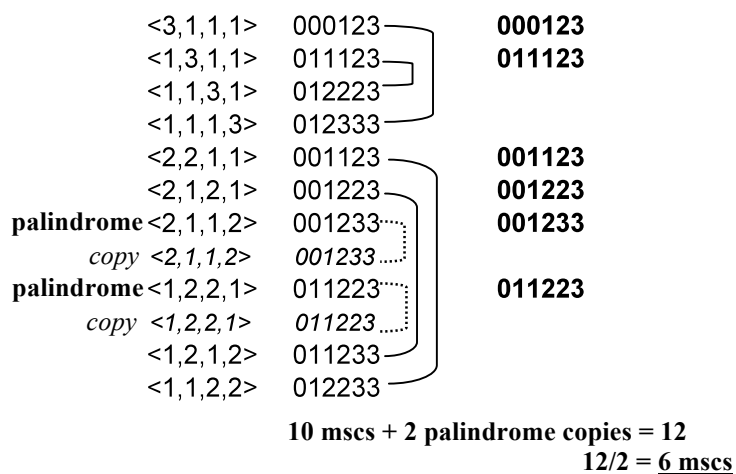 <3,1,1,1> 000123 000123
<1,3,1,1> 011123 011123
<1,1,3,1> 012223
<1,1,1,3> 012333
<2,2,1,1> 001123 001123
<2,1,2,1> 001223 001223
palindrome <2,1,1,2> 001233 001233
copy <2,1,1,2> 001233
palindrome <1,2,2,1> 011223 011223
copy <1,2,2,1> 011223
<1,2,1,2> 011233
<1,1,2,2> 012233
10 mscs + 2 palindrome copies = 12
12/2 = 6 mscs